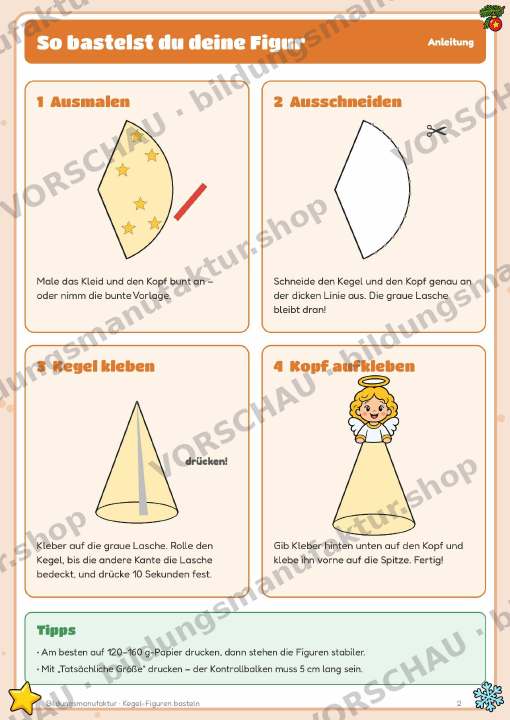 So bastelst du deine Figur
Anleitung
1 Ausmalen
Male das Kleid und den Kopf bunt an –
oder nimm die bunte Vorlage.
2 Ausschneiden
Schneide den Kegel und den Kopf genau an
der dicken Linie aus. Die graue Lasche
bleibt dran!
3 Kegel kleben
drücken!
Kleber auf die graue Lasche. Rolle den
Kegel, bis die andere Kante die Lasche
bedeckt, und drücke 10 Sekunden fest.
4 Kopf aufkleben
Gib Kleber hinten unten auf den Kopf und
klebe ihn vorne auf die Spitze. Fertig!
Tipps
• Am besten auf 120–160 g-Papier drucken, dann stehen die Figuren stabiler.
• Mit „Tatsächliche Größe“ drucken – der Kontrollbalken muss 5 cm lang sein.
Bildungsmanufaktur · Kegel-Figuren basteln
2
VORSCHAU · bildungsmanufaktur.shop